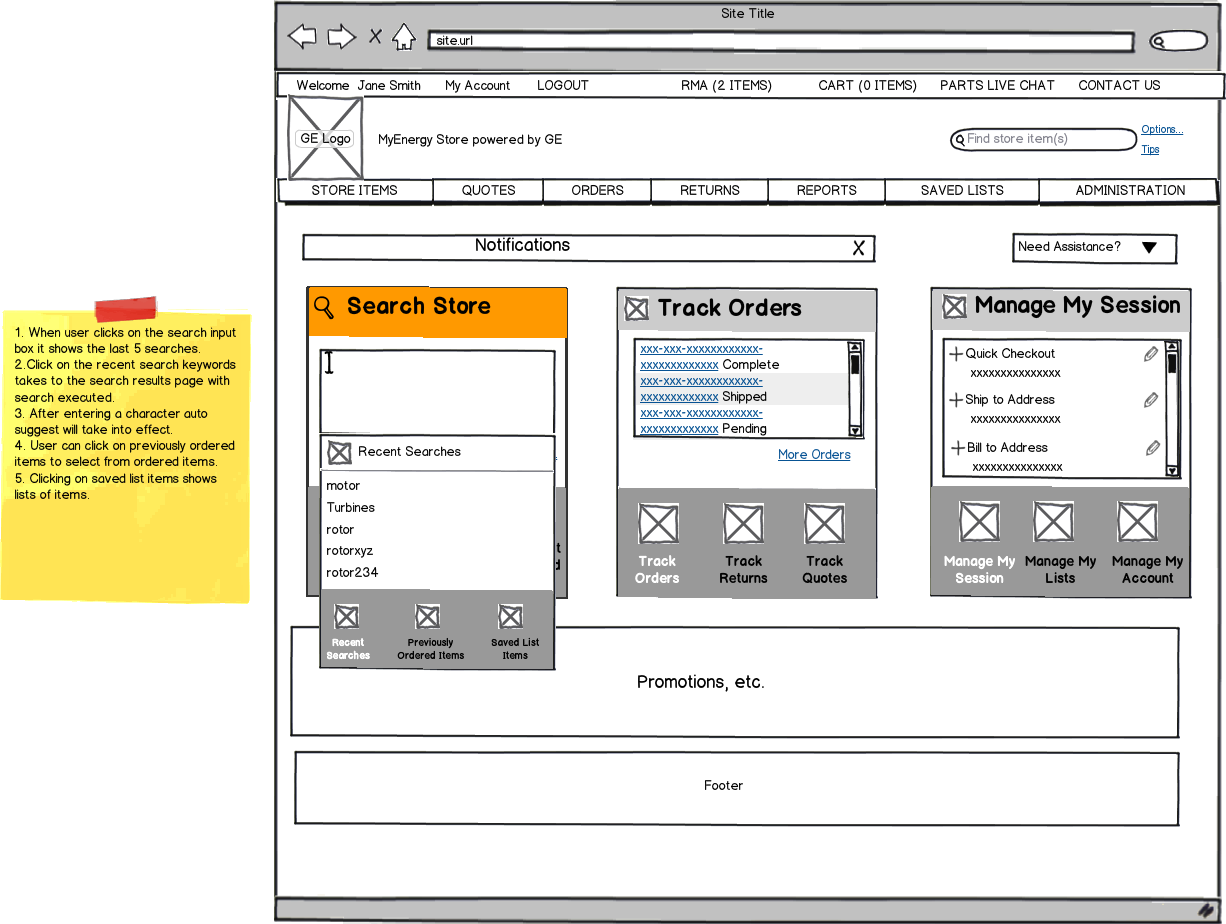 Site Title
site.url
Welcome Jane Smith My Account LOGOUT RMA (2 ITEMS) CART (0 ITEMS) PARTS LIVE CHAT CONTACT US
GE Logo
MyEnergy Store powered by GE
Find store item(s)
Options...
Tips
STORE ITEMS QUOTES ORDERS RETURNS REPORTS SAVED LISTS ADMINISTRATION
Notifications X
Need Assistance?
1. When user clicks on the search input
box it shows the last 5 searches.
2.Click on the recent search keywords
takes to the search results page with
search executed.
3. After entering a character auto
suggest will take into effect.
4. User can click on previously ordered
items to select from ordered items.
5. Clicking on saved list items shows
lists of items.
Search Store
Recent Searches
motor
Turbines
rotor
rotorxyz
rotor234
Recent
Searches
Previously
Ordered Items
Saved List
Items
Track Orders
xxx-xxx-xxxxxxxxxxxx-
xxxxxxxxxxxxx Complete
xxx-xxx-xxxxxxxxxxxx-
xxxxxxxxxxxxx Shipped
xxx-xxx-xxxxxxxxxxxx-
xxxxxxxxxxxxx Pending
More Orders
Track
Orders
Track
Returns
Track
Quotes
Manage My Session
Quick Checkout
xxxxxxxxxxxxxxx
Ship to Address
xxxxxxxxxxxxxxx
Bill to Address
xxxxxxxxxxxxxxx
Manage My
Session
Manage My
Lists
Manage My
Account
Promotions, etc.
Footer